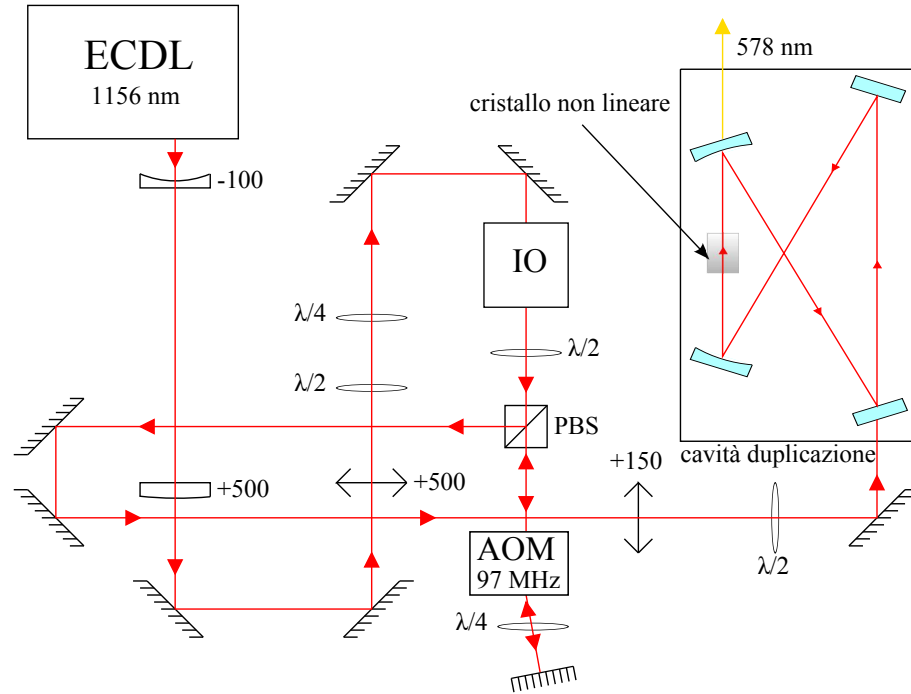 ECDL
1156 nm
578 nm
cristallo non lineare
-100
IO
λ/4
λ/2
λ/2
PBS
+150
cavità duplicazione
+500
+500
AOM
97 MHz
λ/2
λ/4